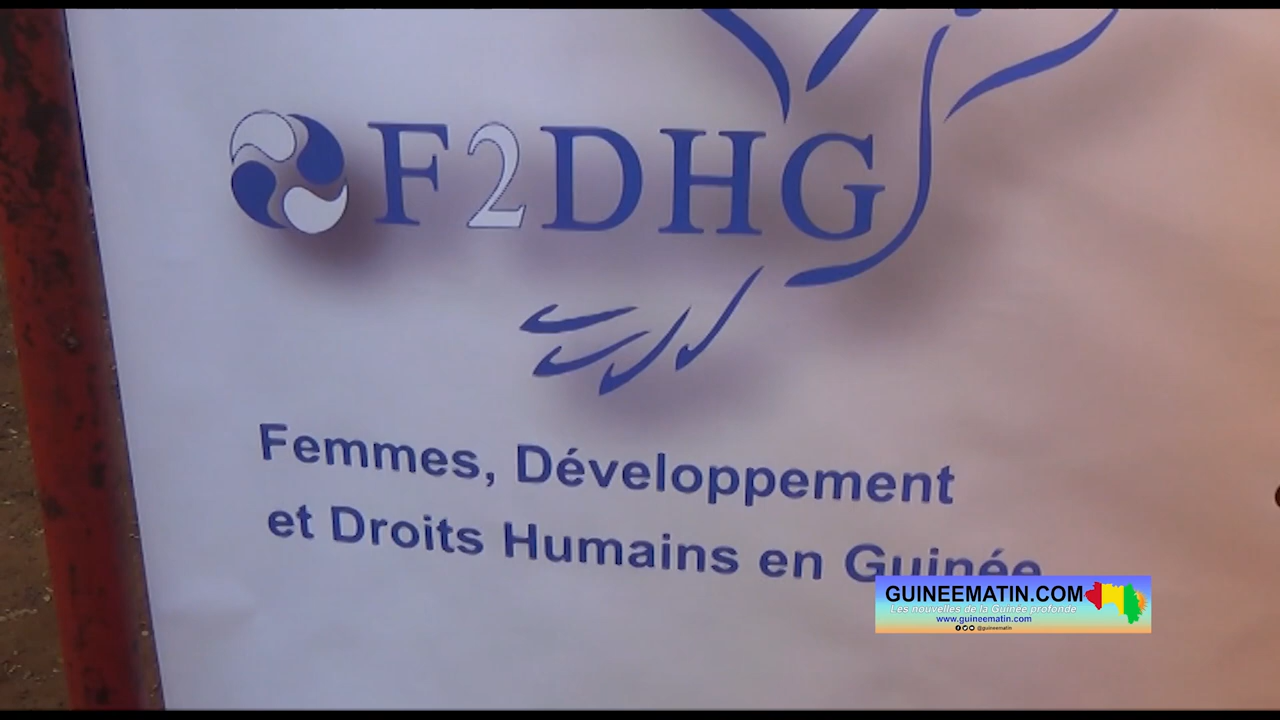 F2DHG
Femmes, Développement
et Droits Humains en Guinée
GUINEEMATIN.COM
Les nouvelles de la Guinée profonde
www.guineematin.com
@guineematin